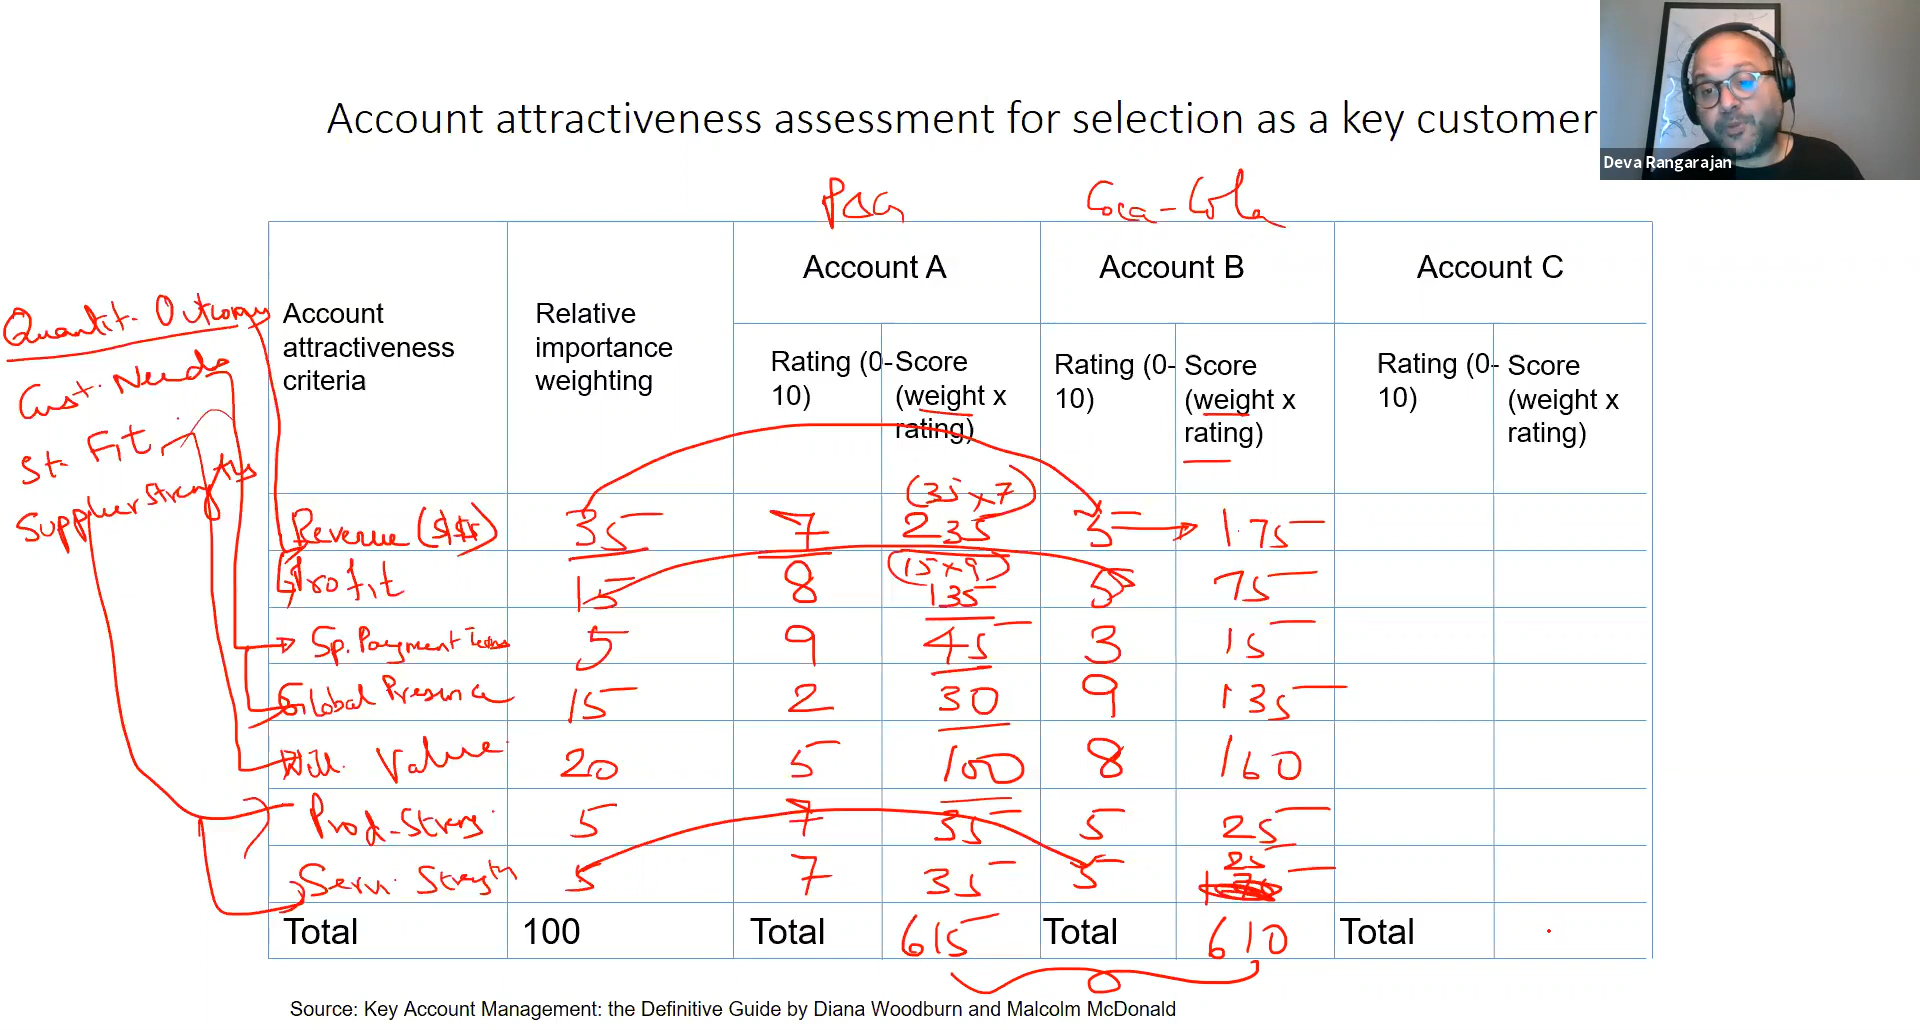 Deva Rangarajan
Account attractiveness assessment for selection as a key customer
P&G Coca-Cola
Account A Account B Account C
Quantit. Outcomes
Cust. Needs
St. Fit
Supplier Strengths
Account attractiveness criteria
Relative importance weighting
Rating (0-10)
Score (weight x rating)
Rating (0-10)
Score (weight x rating)
Rating (0-10)
Score (weight x rating)
(35x7)
Revenue ($$$) 35 7 235 5 175
(15x9)
Profit 15 8 135 5 75
Sp. Payment Terms 5 9 45 3 15
Global Presence 15 2 30 9 135
Will. Value 20 5 100 8 160
Prod-Streng. 5 7 35 5 25
25
Serv. Strength 5 7 35 5
Total 100 Total 615 Total 610 Total
Source: Key Account Management: the Definitive Guide by Diana Woodburn and Malcolm McDonald